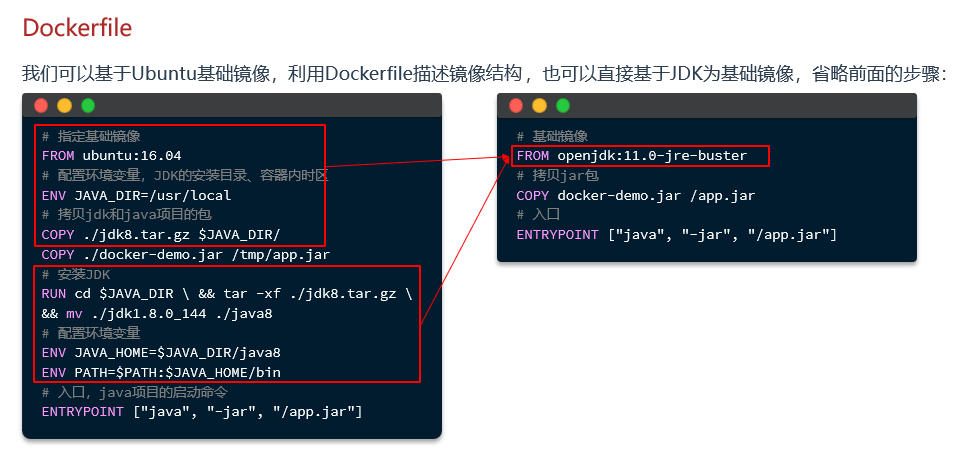 Dockerfile
我们可以基于Ubuntu基础镜像，利用Dockerfile描述镜像结构 ，也可以直接基于JDK为基础镜像，省略前面的步骤：
# 指定基础镜像
FROM ubuntu:16.04
# 配置环境变量，JDK的安装目录、容器内时区
ENV JAVA_DIR=/usr/local
# 拷贝jdk和java项目的包
COPY ./jdk8.tar.gz $JAVA_DIR/
COPY ./docker-demo.jar /tmp/app.jar
# 安装JDK
RUN cd $JAVA_DIR \ && tar -xf ./jdk8.tar.gz \
&& mv ./jdk1.8.0_144 ./java8
# 配置环境变量
ENV JAVA_HOME=$JAVA_DIR/java8
ENV PATH=$PATH:$JAVA_HOME/bin
# 入口，java项目的启动命令
ENTRYPOINT ["java", "-jar", "/app.jar"]
# 基础镜像
FROM openjdk:11.0-jre-buster
# 拷贝jar包
COPY docker-demo.jar /app.jar
# 入口
ENTRYPOINT ["java", "-jar", "/app.jar"]